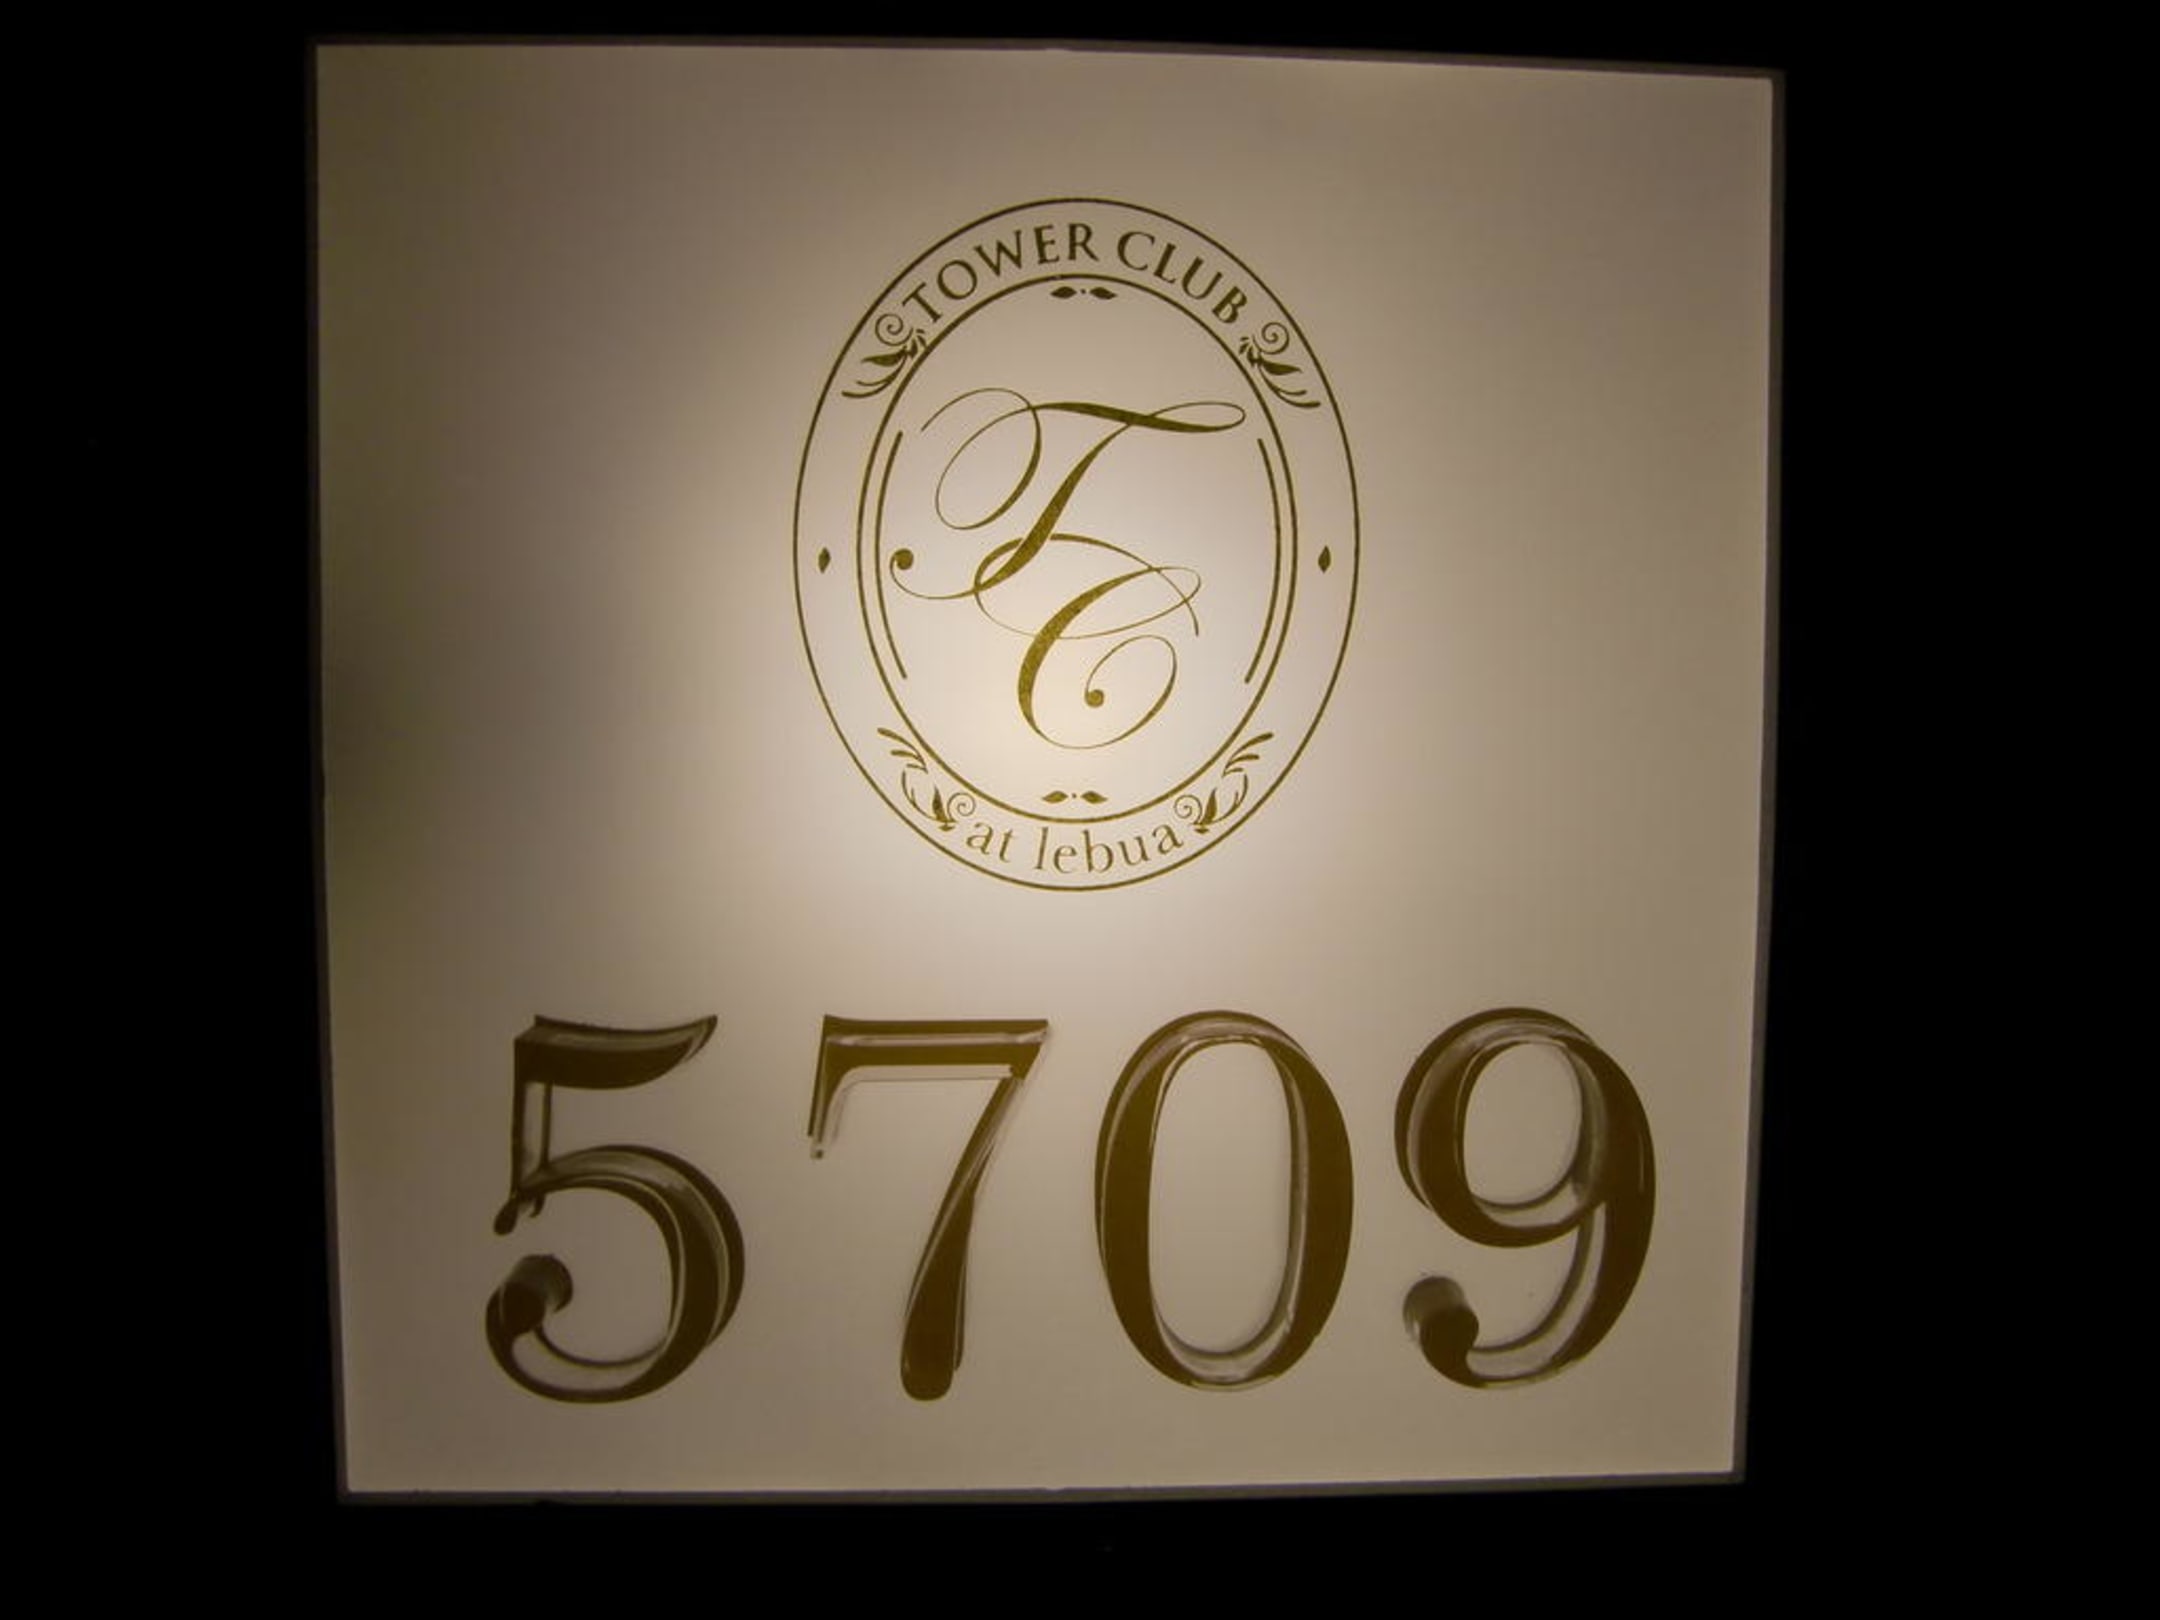 TOWER CLUB
TC
at lebua
5709